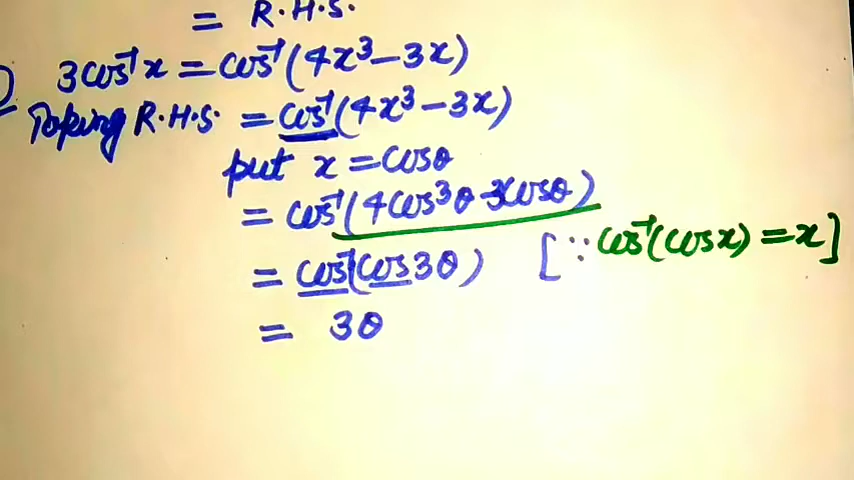 = R.H.S.
3cos⁻¹x = cos⁻¹(4x³-3x)
Taking R.H.S. = cos⁻¹(4x³-3x)
put x = cosθ
= cos⁻¹(4cos³θ-3cosθ)
= cos⁻¹(cos3θ) [∵ cos⁻¹(cosx) = x]
= 3θ